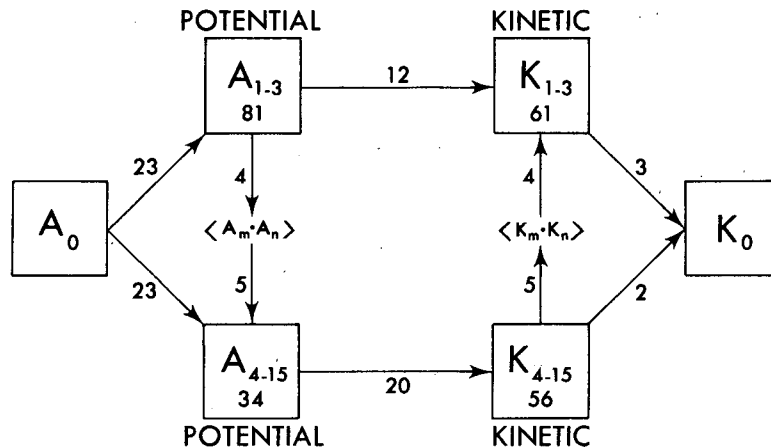 POTENTIAL KINETIC
A1-3 12 K1-3
81 61
23 4 4 3
A0 <Am·An> <Km·Kn> K0
23 5 5 2
A4-15 20 K4-15
34 56
POTENTIAL KINETIC